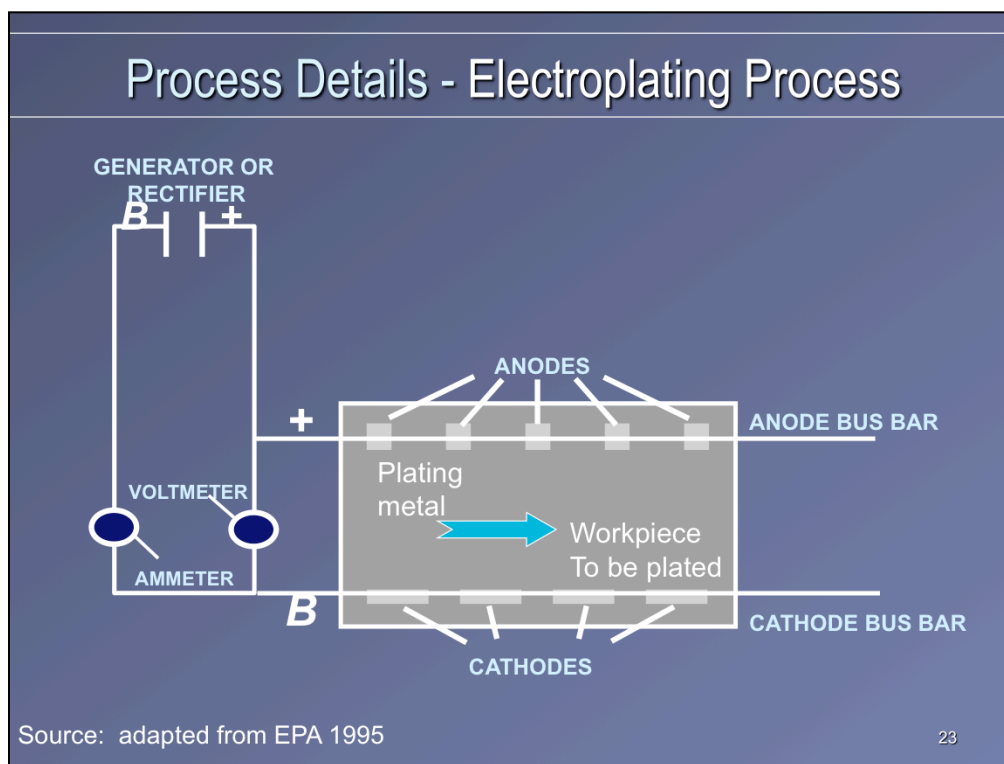 Process Details - Electroplating Process
GENERATOR OR
RECTIFIER
B +
ANODES
+
ANODE BUS BAR
Plating
metal
VOLTMETER
Workpiece
To be plated
AMMETER
B
CATHODE BUS BAR
CATHODES
Source: adapted from EPA 1995
23